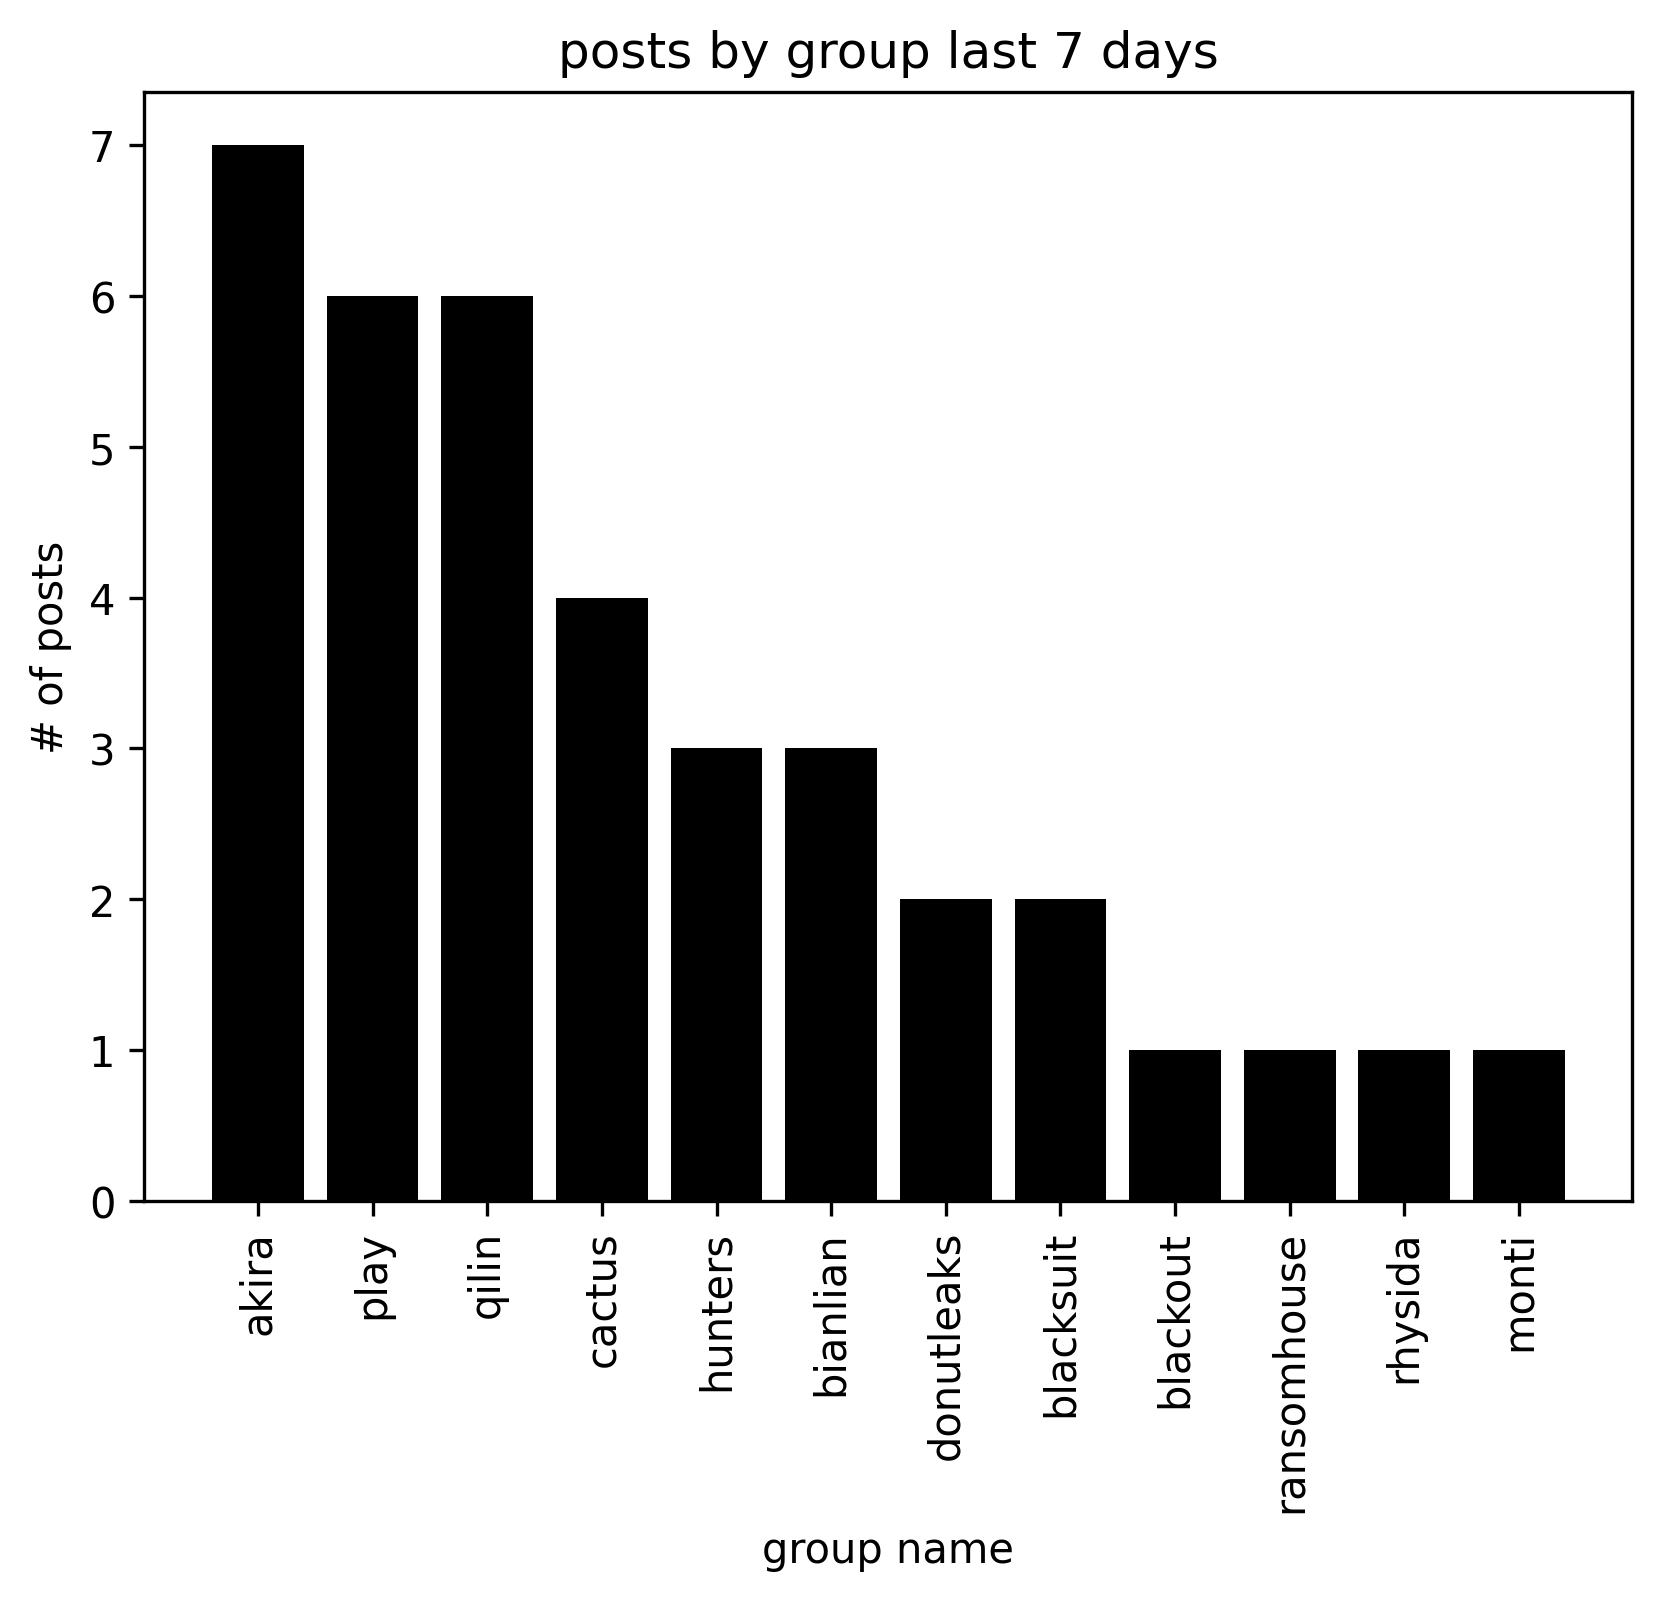 posts by group last 7 days
# of posts
7
6
5
4
3
2
1
0
akira
play
qilin
cactus
hunters
bianlian
donutleaks
blacksuit
blackout
ransomhouse
rhysida
monti
group name